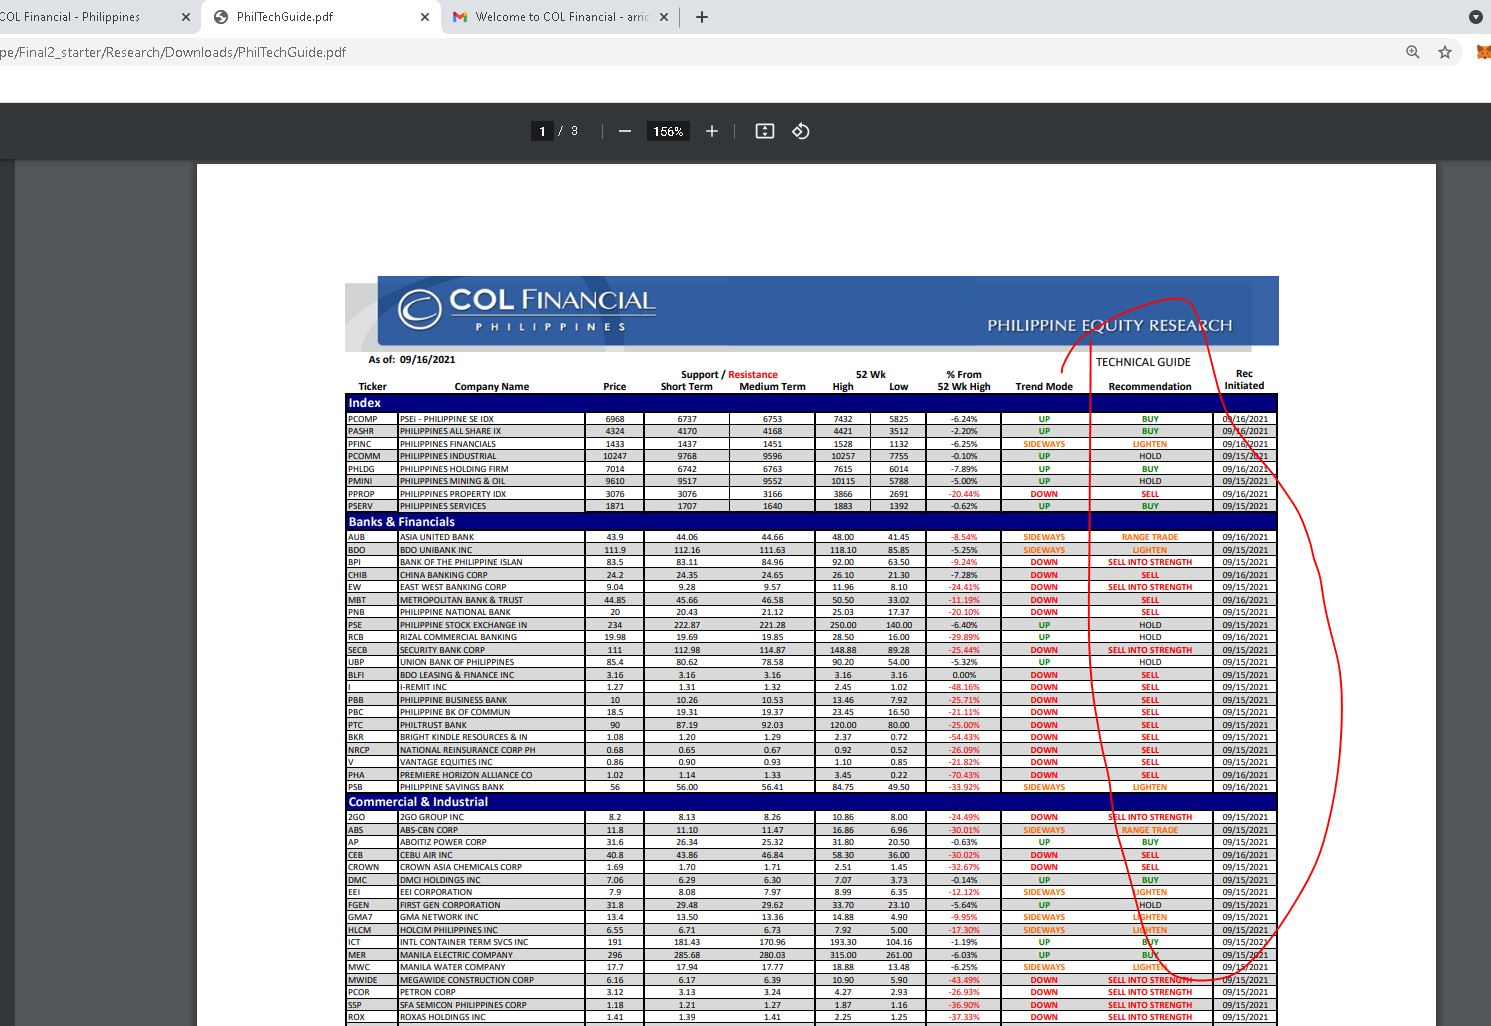 COL Financial - Philippines
PhilTechGuide.pdf
Welcome to COL Financial - arric
pe/Final2_starter/Research/Downloads/PhilTechGuide.pdf
1 / 3 156%
COL FINANCIAL
PHILIPPINES
PHILIPPINE EQUITY RESEARCH
As of: 09/16/2021
TECHNICAL GUIDE
Support / Resistance 52 Wk % From Rec
Ticker Company Name Price Short Term Medium Term High Low 52 Wk High Trend Mode Recommendation Initiated
Index
PCOMP PSEi - PHILIPPINE SE IDX 6968 6737 6753 7432 5825 -6.24% UP BUY 09/16/2021
PASHR PHILIPPINES ALL SHARE IX 4324 4170 4168 4421 3512 -2.20% UP BUY 09/16/2021
PFINC PHILIPPINES FINANCIALS 1433 1437 1451 1528 1132 -6.25% SIDEWAYS LIGHTEN 09/16/2021
PCOMM PHILIPPINES INDUSTRIAL 10247 9768 9596 10257 7755 -0.10% UP HOLD 09/15/2021
PHLDG PHILIPPINES HOLDING FIRM 7014 6742 6763 7615 6014 -7.89% UP BUY 09/16/2021
PMINI PHILIPPINES MINING & OIL 9610 9517 9552 10115 5788 -5.00% UP HOLD 09/15/2021
PPROP PHILIPPINES PROPERTY IDX 3076 3076 3166 3866 2691 -20.44% DOWN SELL 09/16/2021
PSERV PHILIPPINES SERVICES 1871 1707 1640 1883 1392 -0.62% UP BUY 09/15/2021
Banks & Financials
AUB ASIA UNITED BANK 43.9 44.06 44.66 48.00 41.45 -8.54% SIDEWAYS RANGE TRADE 09/16/2021
BDO BDO UNIBANK INC 111.9 112.16 111.63 118.10 85.85 -5.25% SIDEWAYS LIGHTEN 09/15/2021
BPI BANK OF THE PHILIPPINE ISLAN 83.5 83.11 84.96 92.00 63.50 -9.24% DOWN SELL INTO STRENGTH 09/15/2021
CHIB CHINA BANKING CORP 24.2 24.35 24.65 26.10 21.30 -7.28% DOWN SELL 09/16/2021
EW EAST WEST BANKING CORP 9.04 9.28 9.57 11.96 8.10 -24.41% DOWN SELL INTO STRENGTH 09/15/2021
MBT METROPOLITAN BANK & TRUST 44.85 45.66 46.58 50.50 33.02 -11.19% DOWN SELL 09/16/2021
PNB PHILIPPINE NATIONAL BANK 20 20.43 21.12 25.03 17.37 -20.10% DOWN SELL 09/15/2021
PSE PHILIPPINE STOCK EXCHANGE IN 234 222.87 221.28 250.00 140.00 -6.40% UP HOLD 09/15/2021
RCB RIZAL COMMERCIAL BANKING 19.98 19.69 19.85 28.50 16.00 -29.89% UP HOLD 09/16/2021
SECB SECURITY BANK CORP 111 112.98 114.87 148.88 89.28 -25.44% DOWN SELL INTO STRENGTH 09/15/2021
UBP UNION BANK OF PHILIPPINES 85.4 80.62 78.58 90.20 54.00 -5.32% UP HOLD 09/15/2021
BLFI BDO LEASING & FINANCE INC 3.16 3.16 3.16 3.16 3.16 0.00% DOWN SELL 09/15/2021
I I-REMIT INC 1.27 1.31 1.32 2.45 1.02 -48.16% DOWN SELL 09/15/2021
PBB PHILIPPINE BUSINESS BANK 10 10.26 10.53 13.46 7.92 -25.71% DOWN SELL 09/15/2021
PBC PHILIPPINE BK OF COMMUN 18.5 19.31 19.37 23.45 16.50 -21.11% DOWN SELL 09/15/2021
PTC PHILTRUST BANK 90 87.19 92.03 120.00 80.00 -25.00% DOWN SELL 09/15/2021
BKR BRIGHT KINDLE RESOURCES & IN 1.08 1.20 1.29 2.37 0.72 -54.43% DOWN SELL 09/15/2021
NRCP NATIONAL REINSURANCE CORP PH 0.68 0.65 0.67 0.92 0.52 -26.09% DOWN SELL 09/15/2021
V VANTAGE EQUITIES INC 0.86 0.90 0.93 1.10 0.85 -21.82% DOWN SELL 09/15/2021
PHA PREMIERE HORIZON ALLIANCE CO 1.02 1.14 1.33 3.45 0.22 -70.43% DOWN SELL 09/16/2021
PSB PHILIPPINE SAVINGS BANK 56 56.00 56.41 84.75 49.50 -33.92% SIDEWAYS LIGHTEN 09/16/2021
Commercial & Industrial
2GO 2GO GROUP INC 8.2 8.13 8.26 10.86 8.00 -24.49% DOWN SELL INTO STRENGTH 09/15/2021
ABS ABS-CBN CORP 11.8 11.10 11.47 16.86 6.96 -30.01% SIDEWAYS RANGE TRADE 09/15/2021
AP ABOITIZ POWER CORP 31.6 26.34 25.32 31.80 20.50 -0.63% UP BUY 09/15/2021
CEB CEBU AIR INC 40.8 43.86 46.84 58.30 36.00 -30.02% DOWN SELL 09/16/2021
CROWN CROWN ASIA CHEMICALS CORP 1.69 1.70 1.71 2.51 1.45 -32.67% DOWN SELL 09/15/2021
DMC DMCI HOLDINGS INC 7.06 6.29 6.30 7.07 3.73 -0.14% UP BUY 09/15/2021
EEI EEI CORPORATION 7.9 8.08 7.97 8.99 6.35 -12.12% SIDEWAYS LIGHTEN 09/15/2021
FGEN FIRST GEN CORPORATION 31.8 29.48 29.62 33.70 23.10 -5.64% UP HOLD 09/15/2021
GMA7 GMA NETWORK INC 13.4 13.50 13.36 14.88 4.90 -9.95% SIDEWAYS LIGHTEN 09/15/2021
HLCM HOLCIM PHILIPPINES INC 6.55 6.71 6.73 7.92 5.00 -17.30% SIDEWAYS LIGHTEN 09/15/2021
ICT INTL CONTAINER TERM SVCS INC 191 181.43 170.96 193.30 104.16 -1.19% UP BUY 09/15/2021
MER MANILA ELECTRIC COMPANY 296 285.68 280.03 315.00 261.00 -6.03% UP BUY 09/15/2021
MWC MANILA WATER COMPANY 17.7 17.94 17.77 18.88 13.48 -6.25% SIDEWAYS LIGHTEN 09/15/2021
MWIDE MEGAWIDE CONSTRUCTION CORP 6.16 6.17 6.39 10.90 5.90 -43.49% DOWN SELL INTO STRENGTH 09/15/2021
PCOR PETRON CORP 3.12 3.13 3.24 4.27 2.93 -26.93% DOWN SELL INTO STRENGTH 09/15/2021
SSP SFA SEMICON PHILIPPINES CORP 1.18 1.21 1.27 1.87 1.16 -36.90% DOWN SELL INTO STRENGTH 09/15/2021
ROX ROXAS HOLDINGS INC 1.41 1.39 1.41 2.25 1.25 -37.33% DOWN SELL INTO STRENGTH 09/15/2021